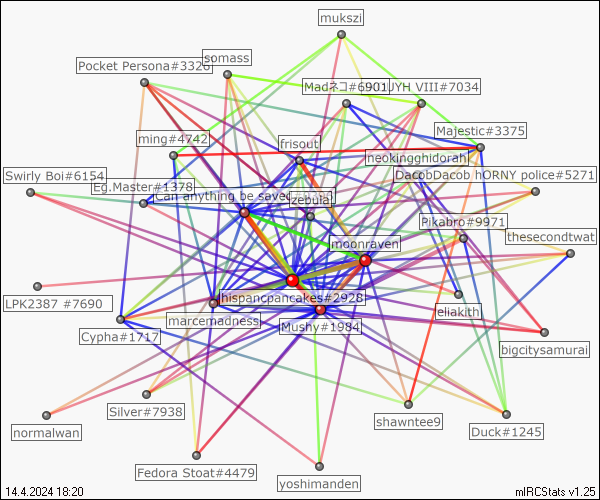 mukszi
somass
Pocket Persona#3326
Madネコ#6901
JYH VIII#7034
Majestic#3375
ming#4742
frisout
neokingghidorah
Swirly Boi#6154
Eg.Master#1378
Can anything be saved
zebula
DacobDacob
HORNY police#5271
Pikabro#9971
thesecondtwat
moonraven
LPK2387 #7690
hispancpancakes#2928
eliakith
marcemadness
Mushy#1984
Cypha#1717
bigcitysamurai
Silver#7938
shawntee9
normalwan
Duck#1245
Fedora Stoat#4479
yoshimanden
14.4.2024 18:20
mIRCStats v1.25